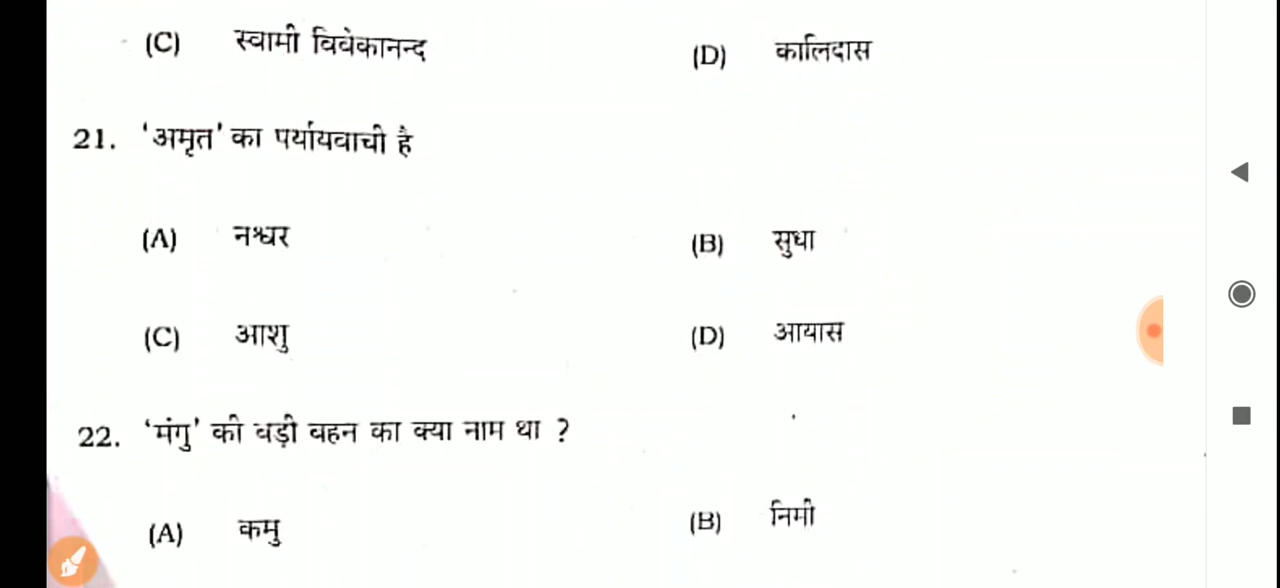 (C) स्वामी विवेकानन्द (D) कालिदास
21. 'अमृत' का पर्यायवाची है
(A) नश्वर (B) सुधा
(C) आशु (D) आयास
22. 'मंगु' की बड़ी बहन का क्या नाम था ?
(A) कमु (B) निमी